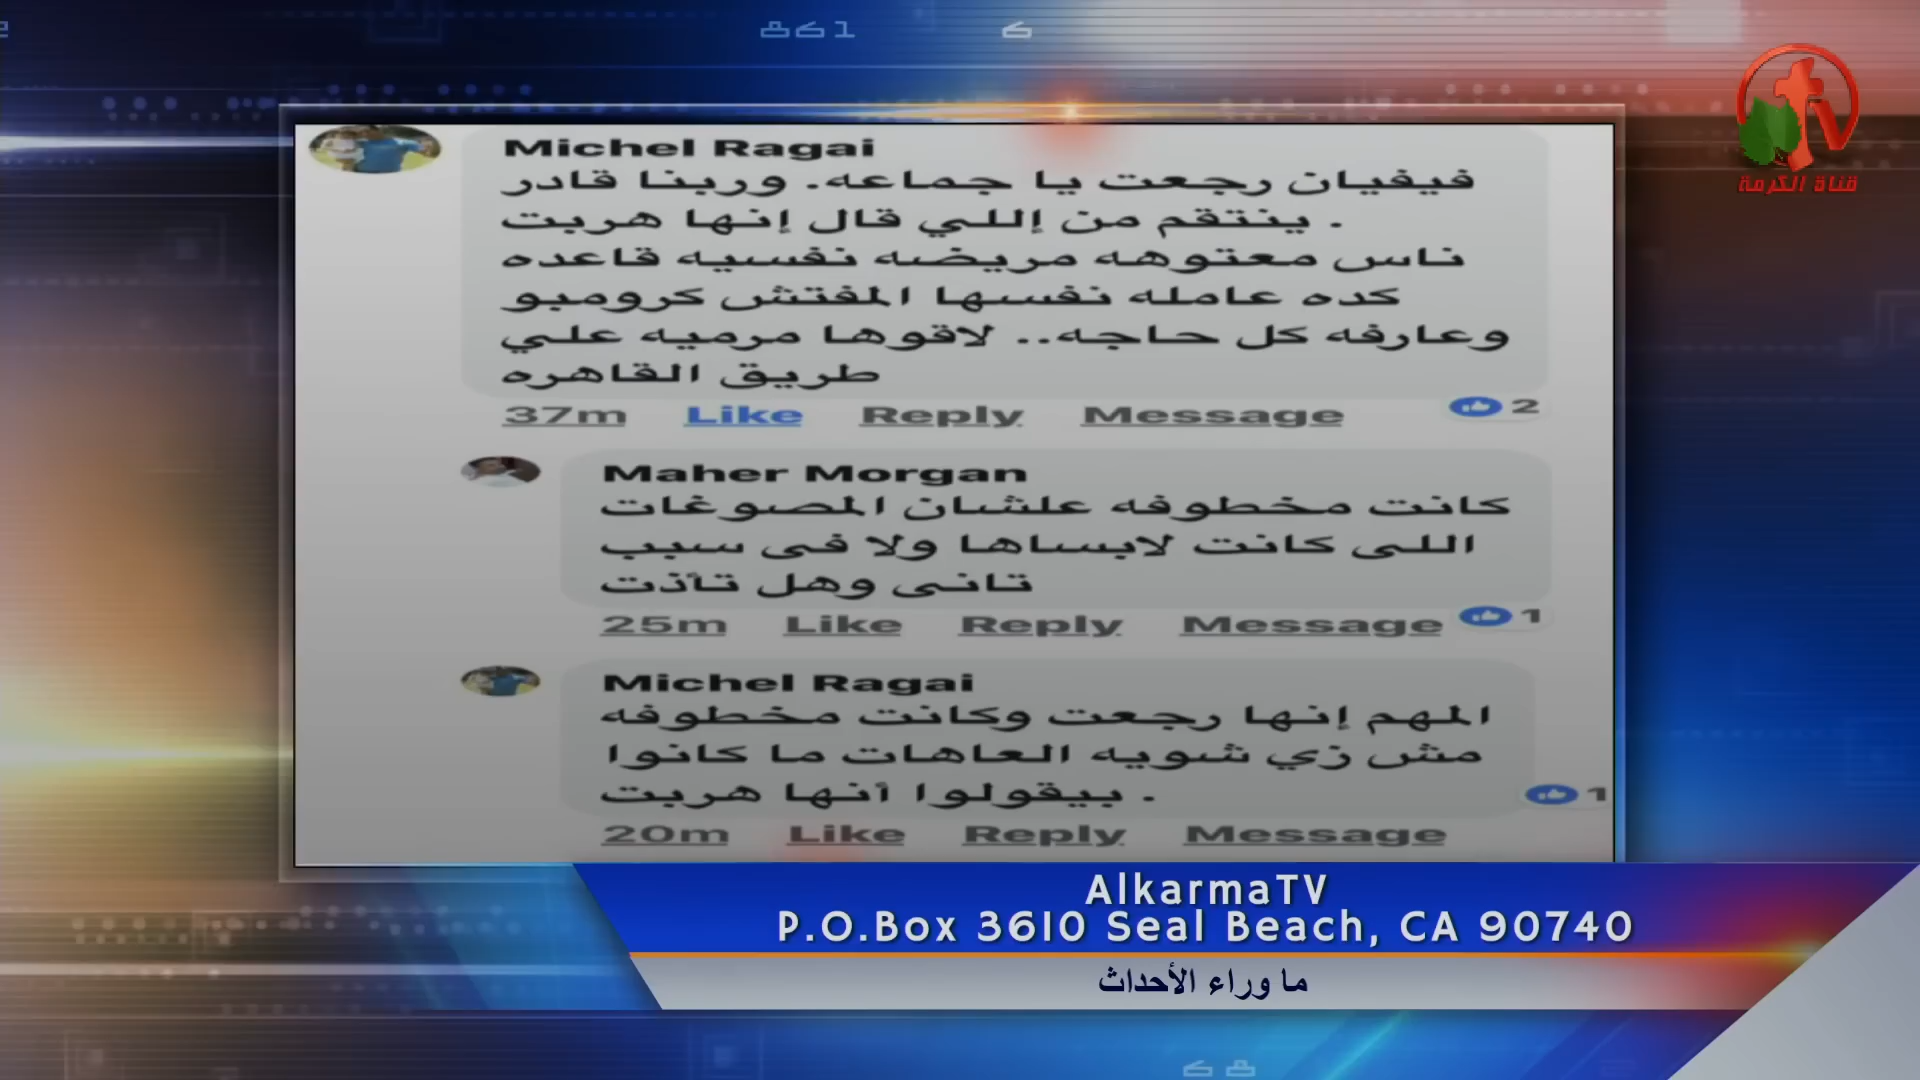 قناة الكرمة
Michel Ragai
فيفيان رجعت يا جماعه. وربنا قادر
ينتقم من إللي قال إنها هربت .
ناس معتوهه مريضه نفسيه قاعده
كده عامله نفسها المفتش كرومبو
وعارفه كل حاجه.. لاقوها مرميه علي
طريق القاهره
37m Like Reply Message 2
Maher Morgan
كانت مخطوفه علشان المصوغات
اللى كانت لابساها ولا فى سبب
تانى وهل تأذت
25m Like Reply Message 1
Michel Ragai
المهم إنها رجعت وكانت مخطوفه
مش زي شويه العاهات ما كانوا
بيقولوا أنها هربت .
1
20m Like Reply Message
AlkarmaTV
P.O.Box 3610 Seal Beach, CA 90740
ما وراء الأحداث